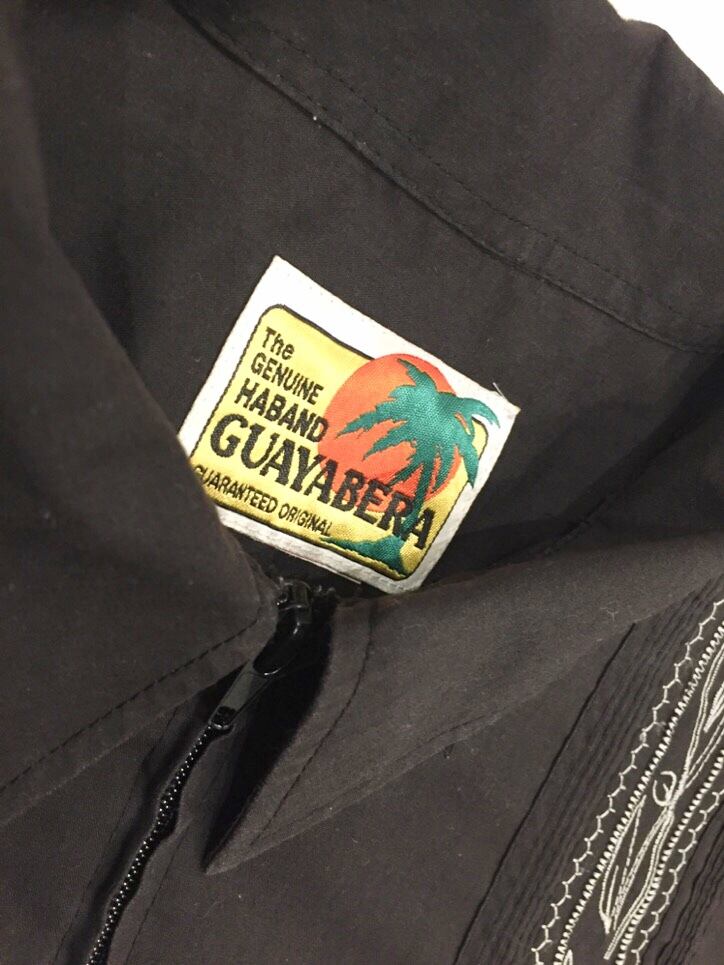 The
GENUINE
HABAND
GUAYABERA
GUARANTEED ORIGINAL